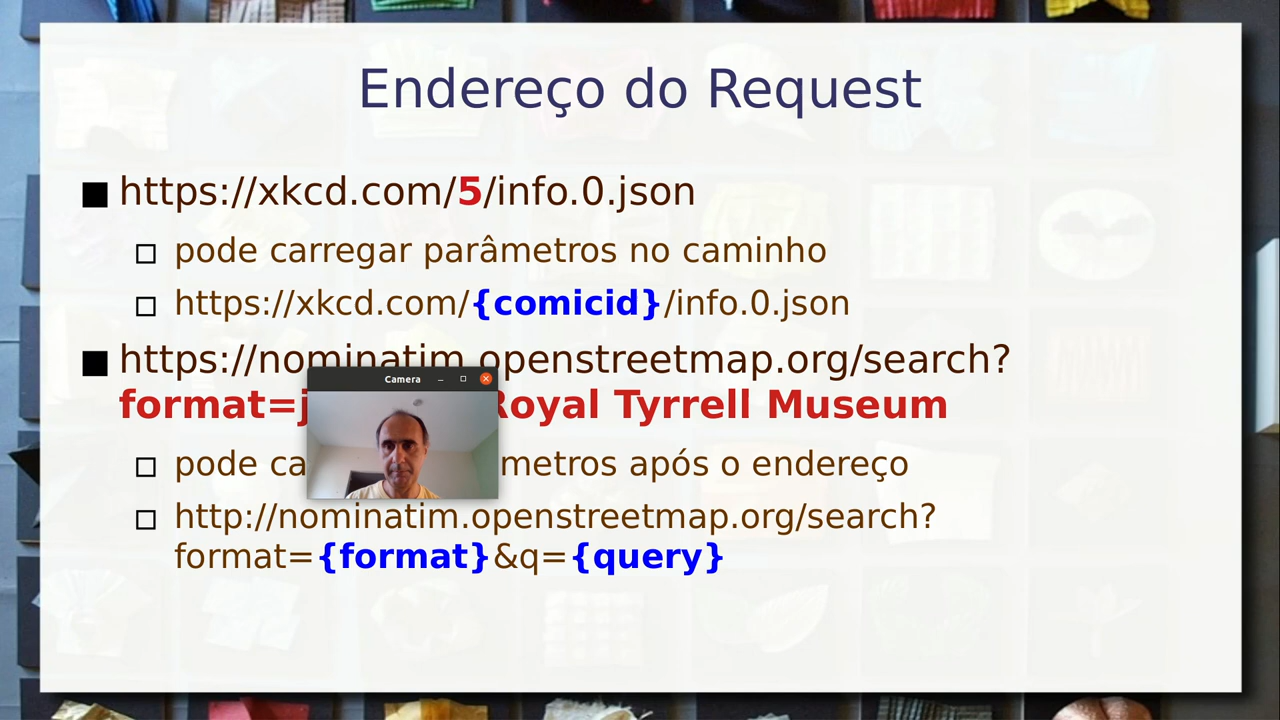 Endereço do Request
https://xkcd.com/5/info.0.json
pode carregar parâmetros no caminho
https://xkcd.com/{comicid}/info.0.json
https://nominatim.openstreetmap.org/search?
Camera
format=j Royal Tyrrell Museum
pode após o endereço
http://nominatim.openstreetmap.org/search?
format={format}&q={query}